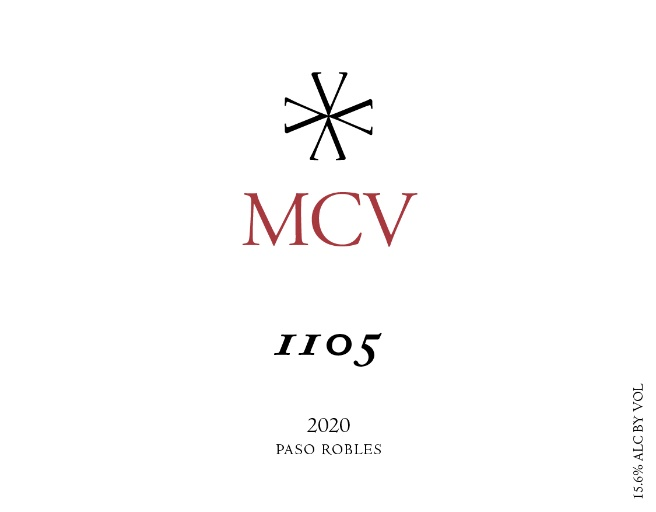 MCV
1105
2020
PASO ROBLES
15.6% ALC BY VOL